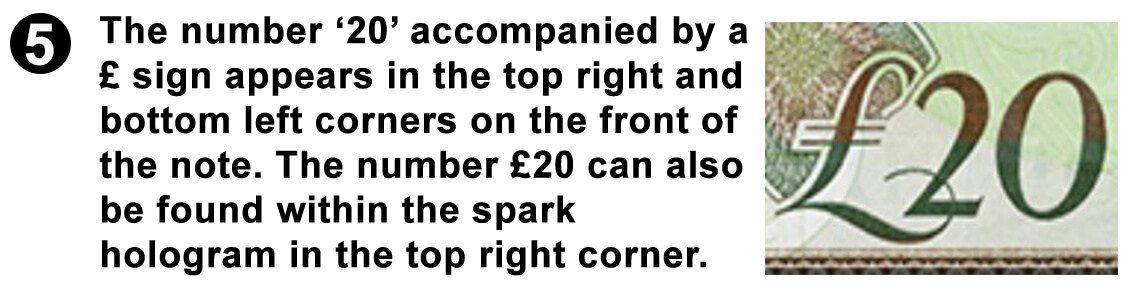 5
The number ‘20’ accompanied by a
£ sign appears in the top right and
bottom left corners on the front of
the note. The number £20 can also
be found within the spark
hologram in the top right corner.
£20